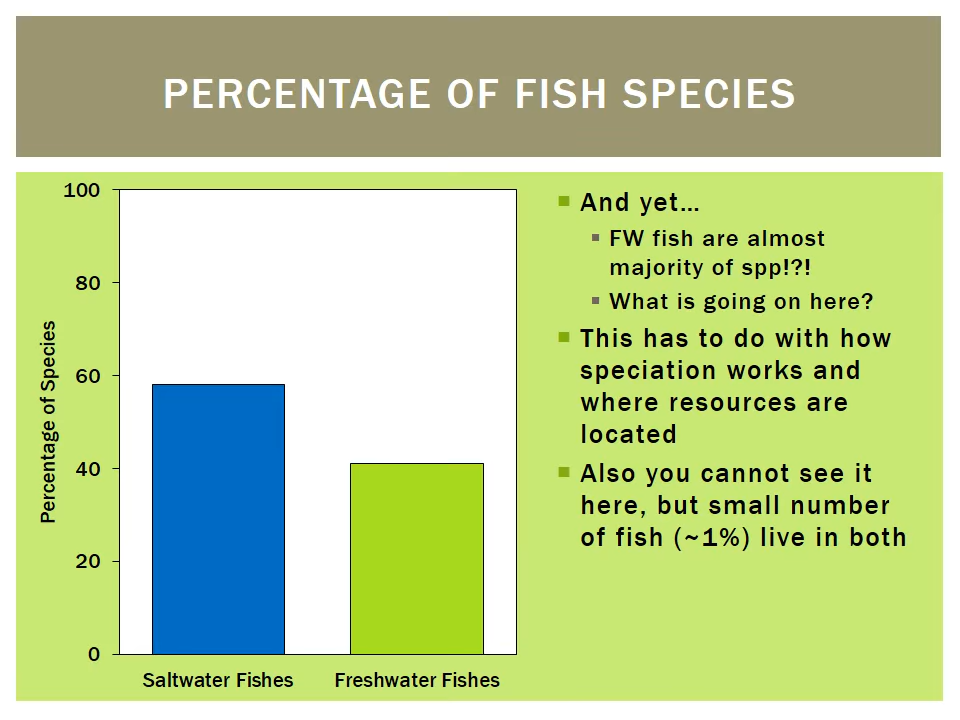 PERCENTAGE OF FISH SPECIES
100
80
60
40
20
0
Percentage of Species
Saltwater Fishes
Freshwater Fishes
And yet…
FW fish are almost
majority of spp!?!
What is going on here?
This has to do with how
speciation works and
where resources are
located
Also you cannot see it
here, but small number
of fish (~1%) live in both